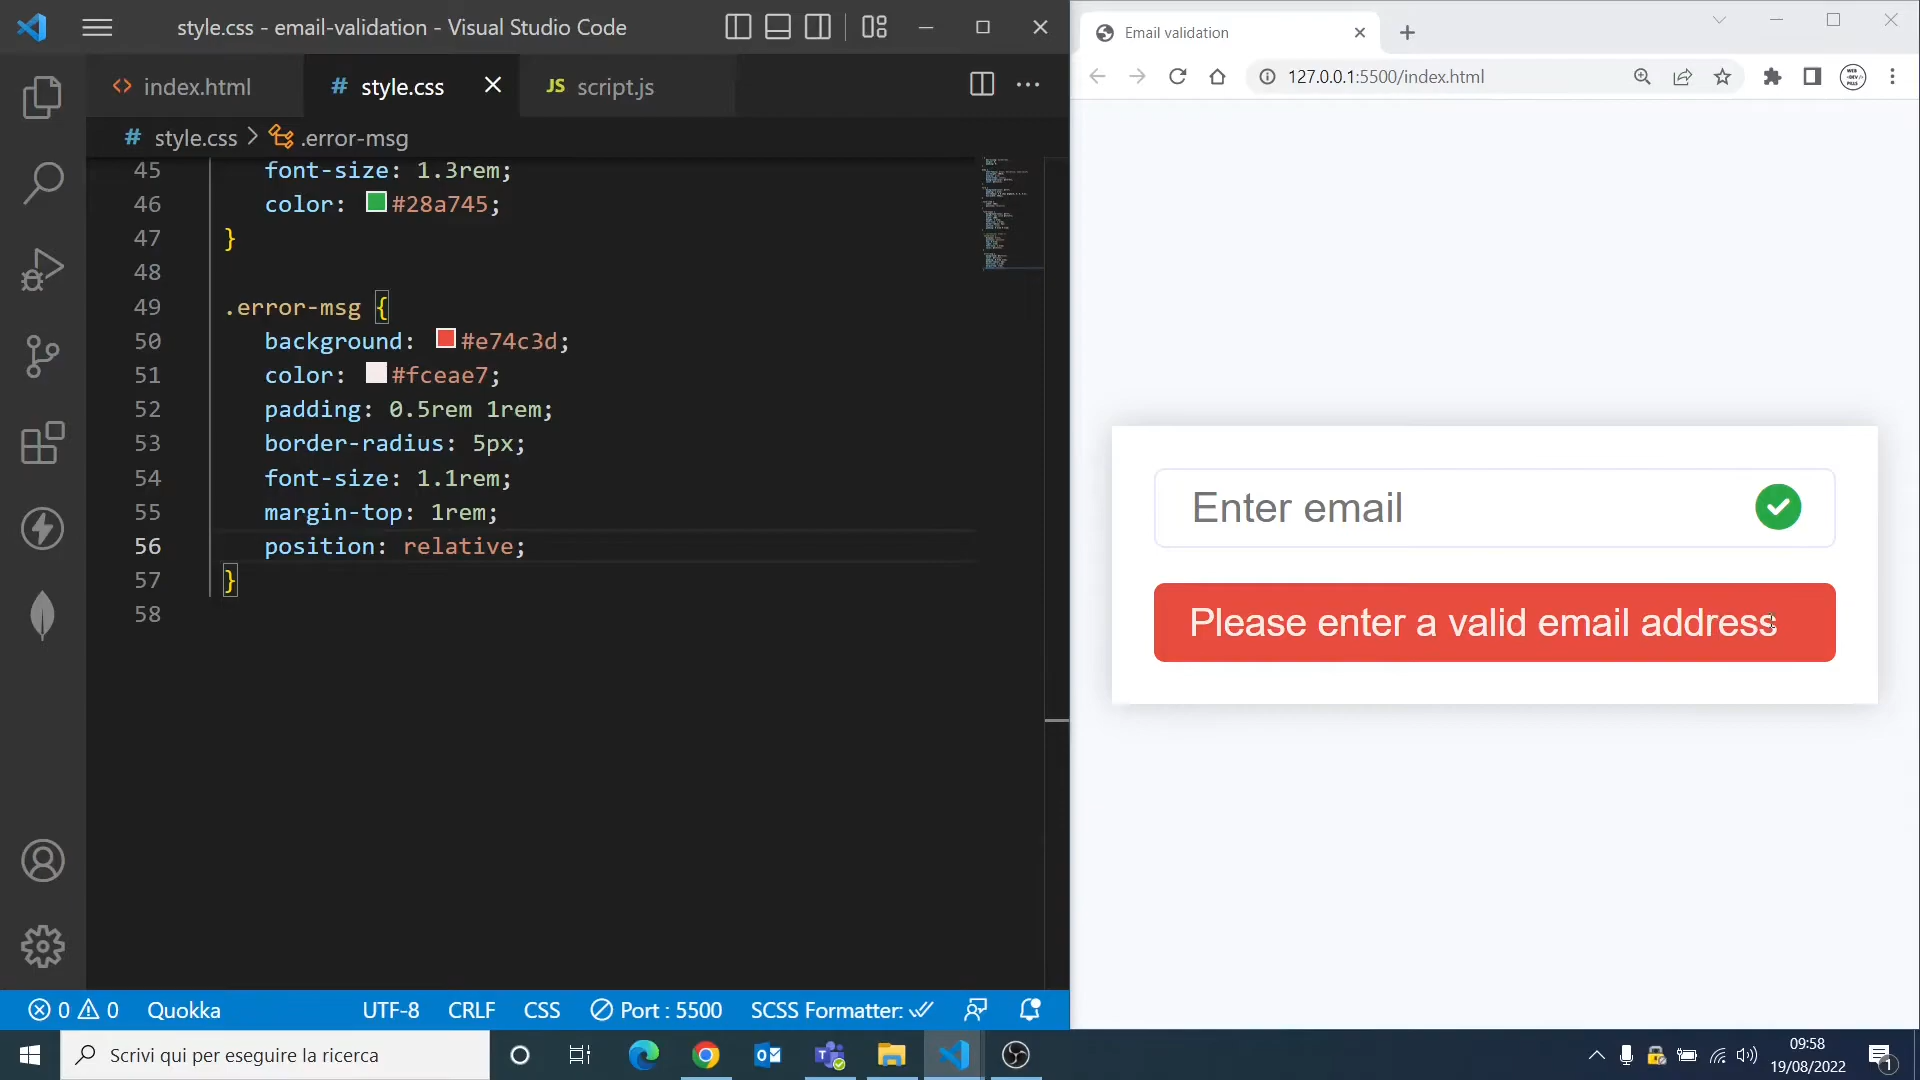 style.css - email-validation - Visual Studio Code
index.html
# style.css
JS script.js
# style.css > .error-msg
45 font-size: 1.3rem;
46 color: #28a745;
47 }
48
49 .error-msg {
50 background: #e74c3d;
51 color: #fceae7;
52 padding: 0.5rem 1rem;
53 border-radius: 5px;
54 font-size: 1.1rem;
55 margin-top: 1rem;
56 position: relative;
57 }
58
0 0 Quokka UTF-8 CRLF CSS Port : 5500 SCSS Formatter:
Email validation
127.0.0.1:5500/index.html
Enter email
Please enter a valid email address
Scrivi qui per eseguire la ricerca
09:58
19/08/2022
1